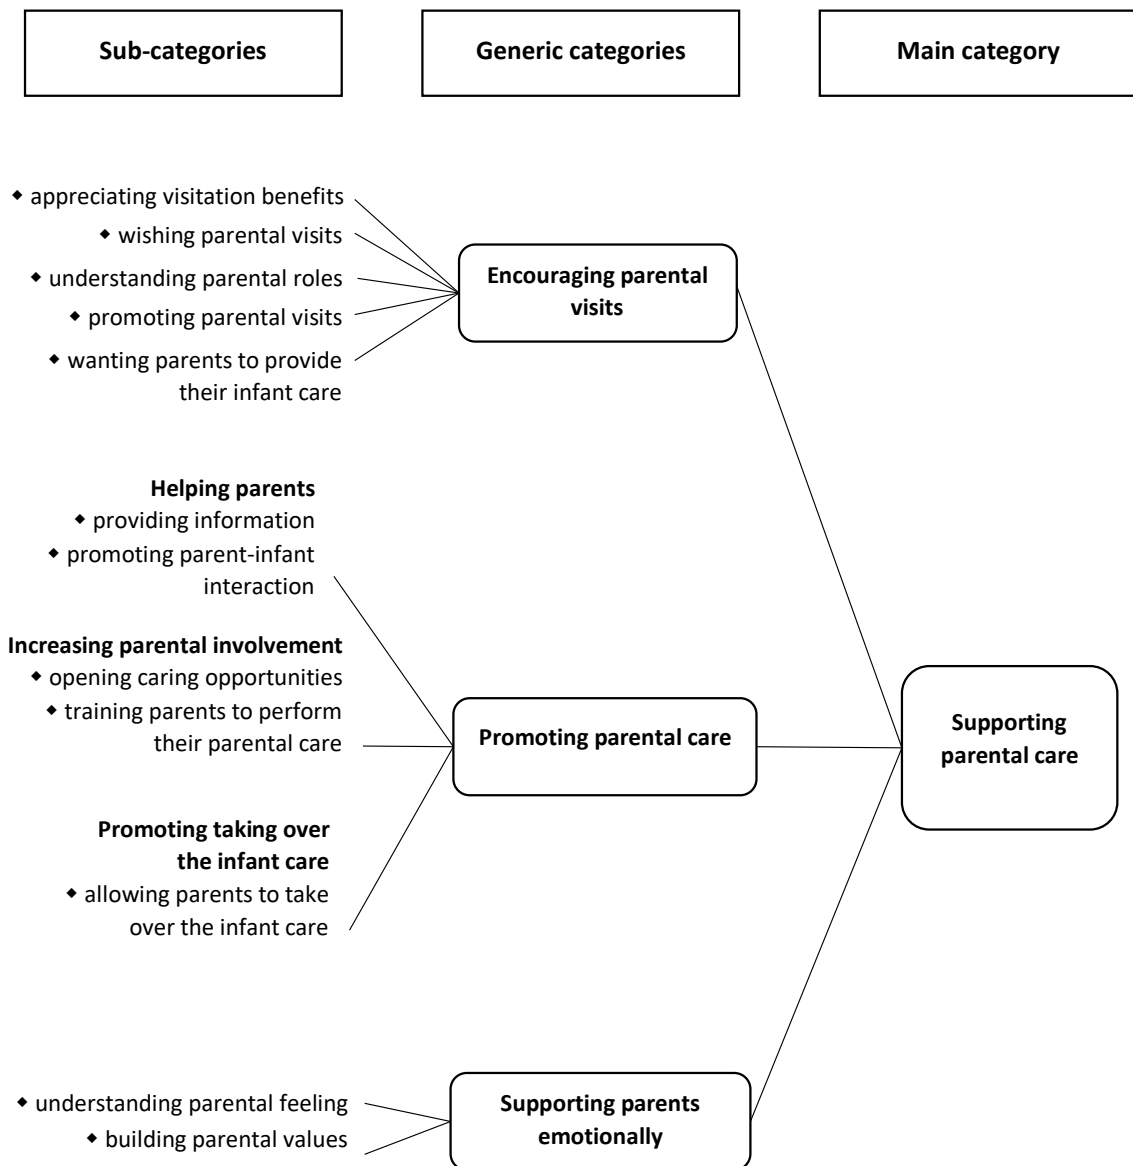 Sub-categories
Generic categories
Main category
◆ appreciating visitation benefits
◆ wishing parental visits
◆ understanding parental roles
◆ promoting parental visits
◆ wanting parents to provide
their infant care
Encouraging parental
visits
Helping parents
◆ providing information
◆ promoting parent-infant
interaction
Increasing parental involvement
◆ opening caring opportunities
◆ training parents to perform
their parental care
Promoting taking over
the infant care
◆ allowing parents to take
over the infant care
Promoting parental care
Supporting
parental care
◆ understanding parental feeling
◆ building parental values
Supporting parents
emotionally